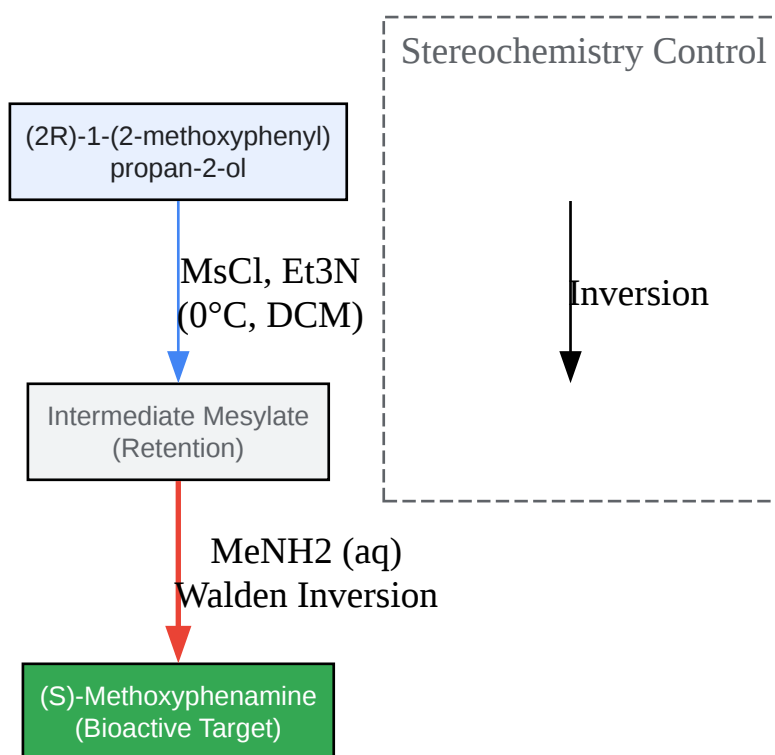 Stereochemistry Control
(2R)-1-(2-methoxyphenyl)
propan-2-ol
MsCl, Et3N
(0°C, DCM)
Inversion
Intermediate Mesylate
(Retention)
MeNH2 (aq)
Walden Inversion
(S)-Methoxyphenamine
(Bioactive Target)